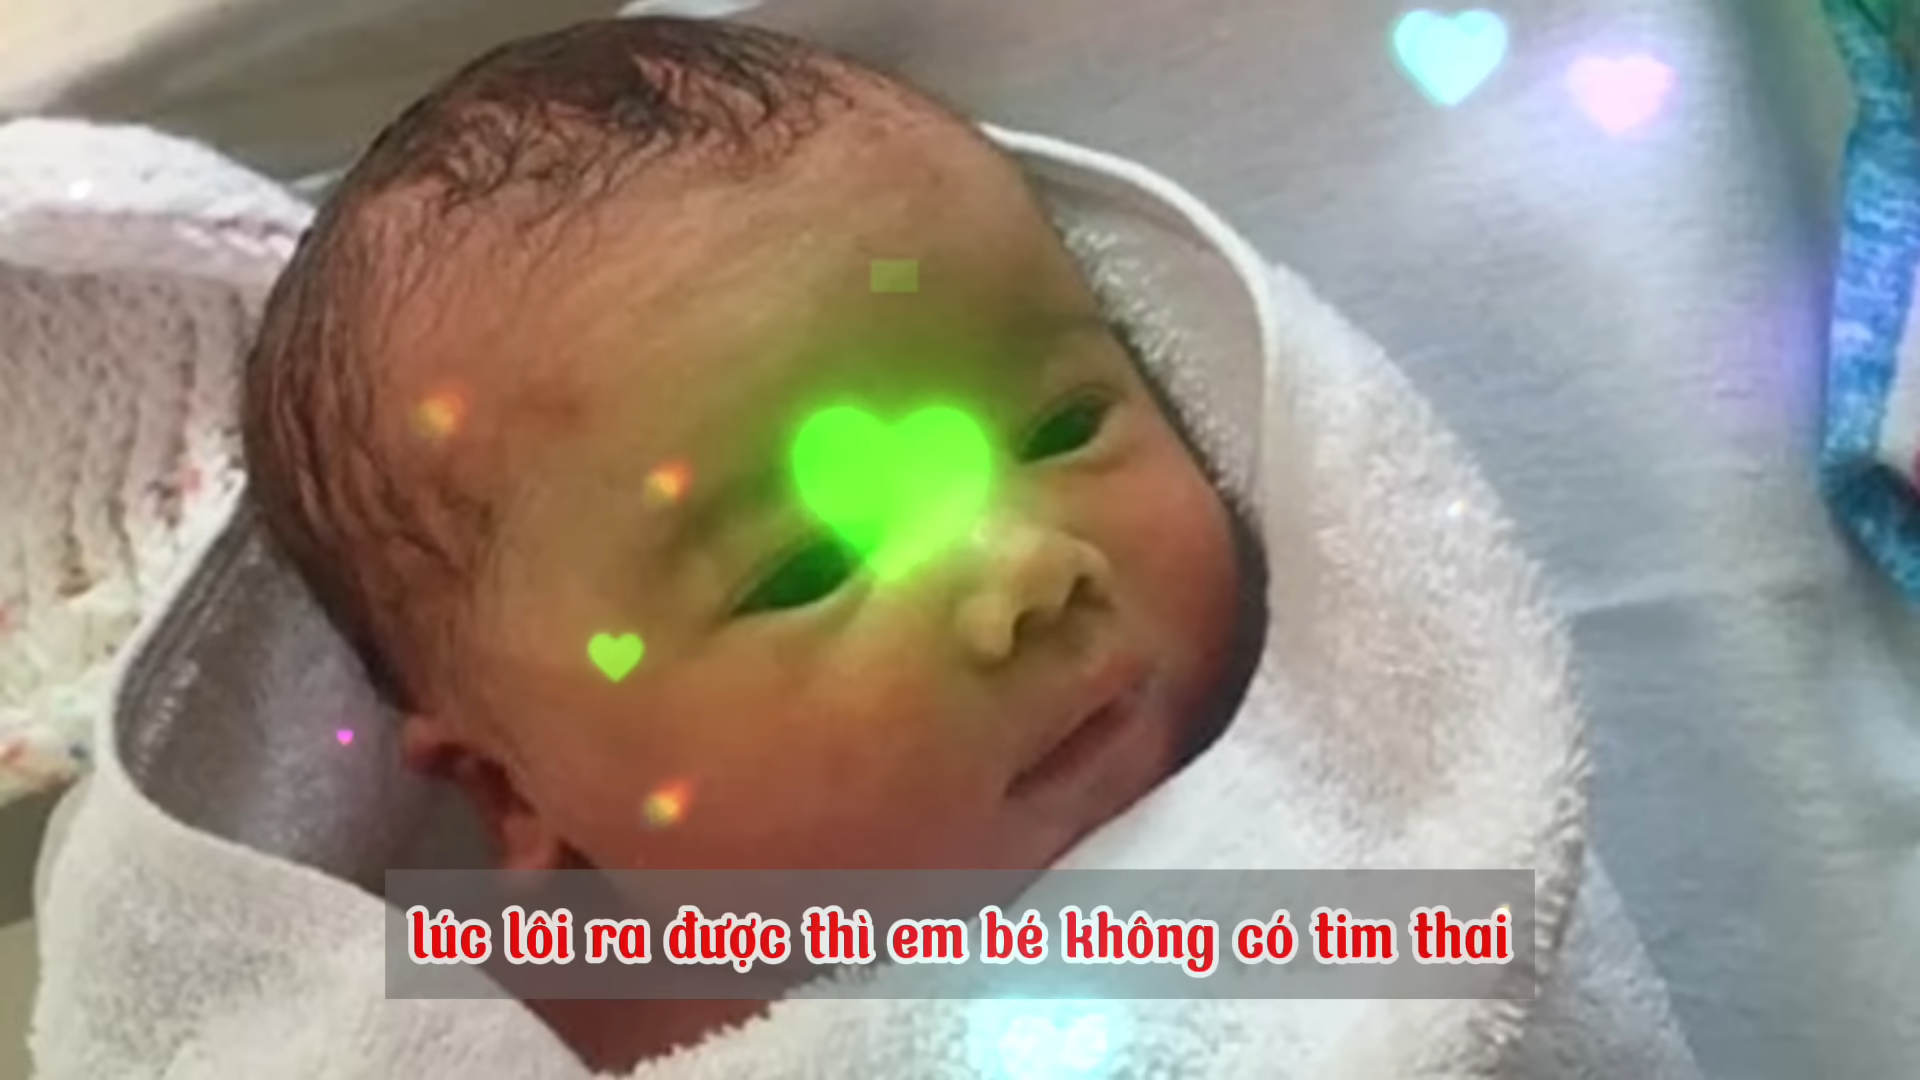 lúc lôi ra được thì em bé không có tim thai